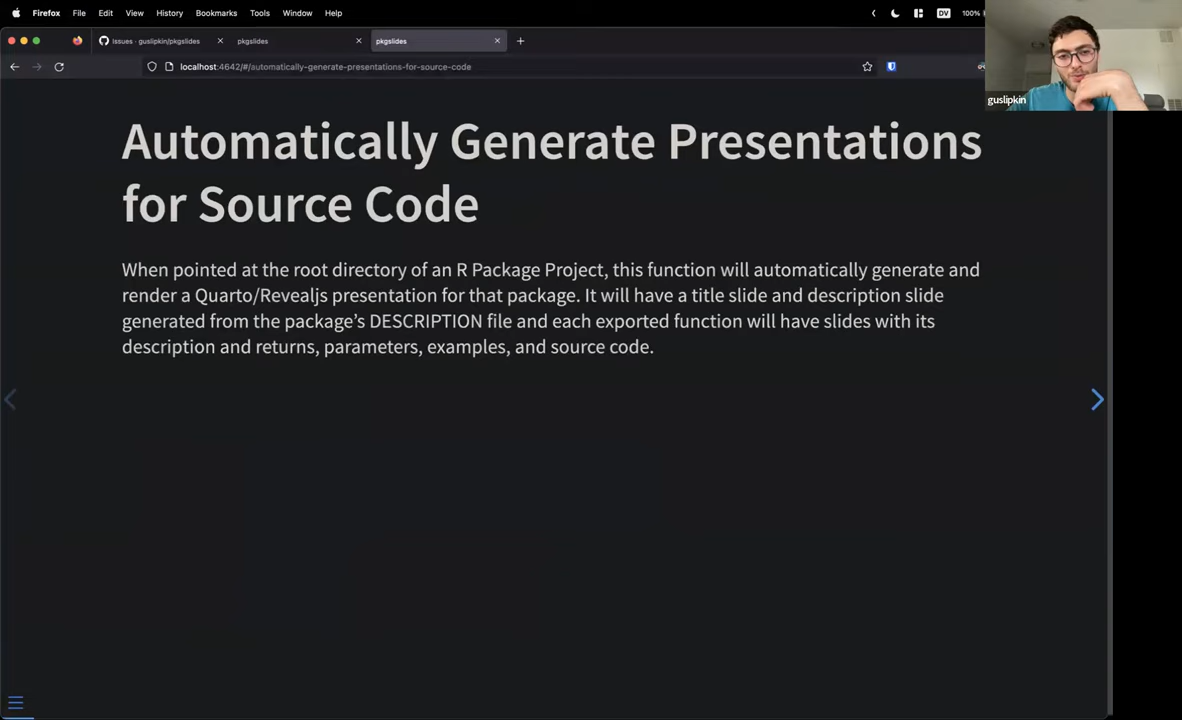 Firefox File Edit View History Bookmarks Tools Window Help DV 100%
Issues · guslipkin/pkgslides pkgslides pkgslides
localhost:4642/#/automatically-generate-presentations-for-source-code
guslipkin
Automatically Generate Presentations
for Source Code
When pointed at the root directory of an R Package Project, this function will automatically generate and
render a Quarto/Revealjs presentation for that package. It will have a title slide and description slide
generated from the package’s DESCRIPTION file and each exported function will have slides with its
description and returns, parameters, examples, and source code.